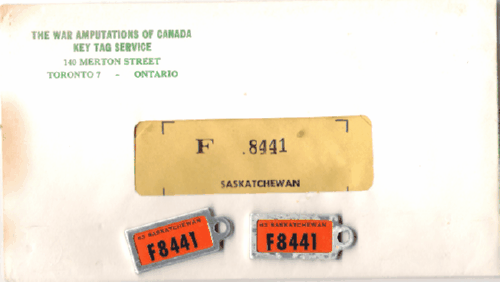 THE WAR AMPUTATIONS OF CANADA
KEY TAG SERVICE
140 MERTON STREET
TORONTO 7 - ONTARIO
F .8441
SASKATCHEWAN
SASKATCHEWAN
F8441
SASKATCHEWAN
F8441